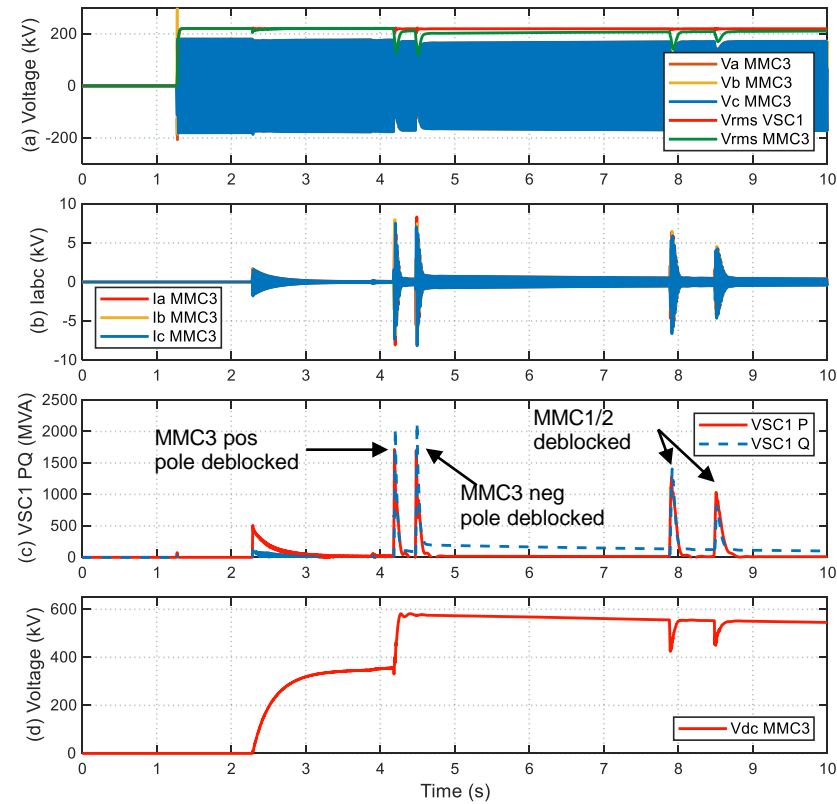 (a) Voltage (kV)
200
0
-200
Va MMC3
Vb MMC3
Vc MMC3
Vrms VSC1
Vrms MMC3
0 1 2 3 4 5 6 7 8 9 10
(b) Iabc (kV)
10
5
0
-5
-10
Ia MMC3
Ib MMC3
Ic MMC3
0 1 2 3 4 5 6 7 8 9 10
(c) VSC1 PQ (MVA)
2500
2000
1500
1000
500
0
MMC3 pos
pole deblocked
MMC3 neg
pole deblocked
MMC1/2
deblocked
VSC1 P
VSC1 Q
0 1 2 3 4 5 6 7 8 9 10
(d) Voltage (kV)
600
400
200
0
Vdc MMC3
0 1 2 3 4 5 6 7 8 9 10
Time (s)